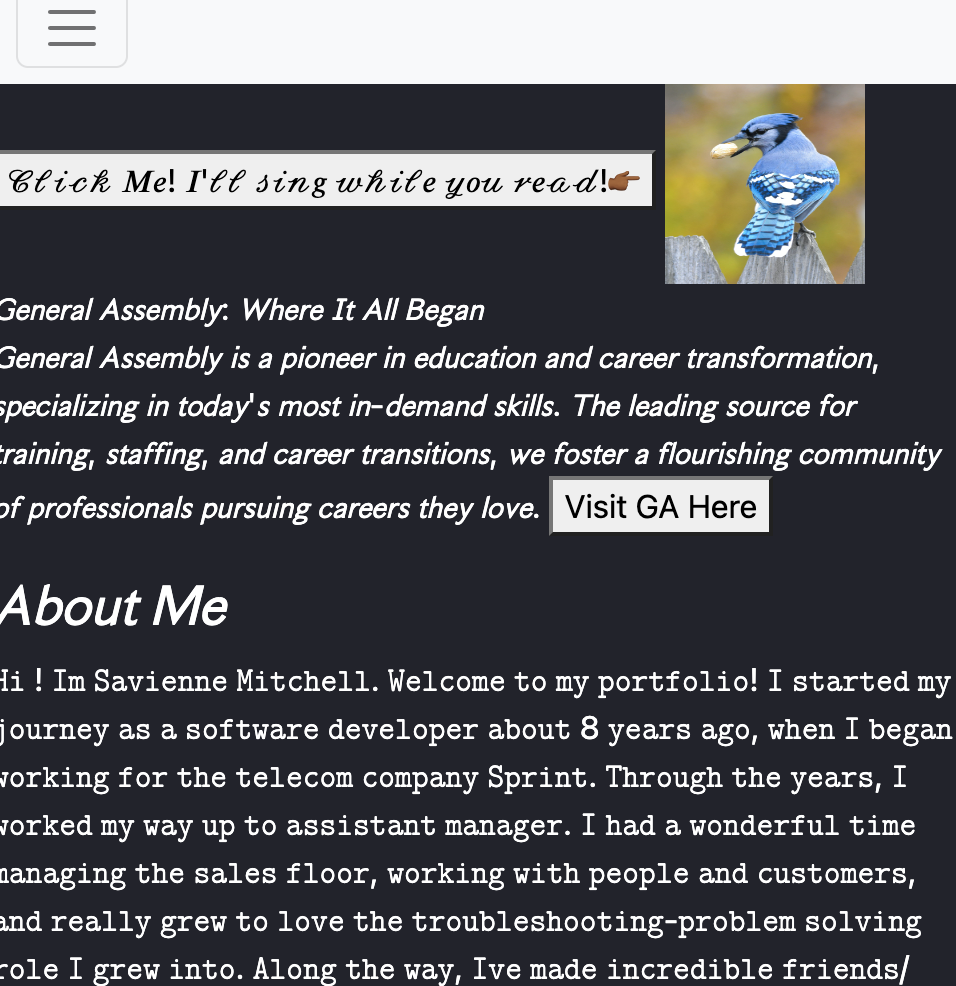 Click Me! I'll sing while you read!👉🏾
General Assembly: Where It All Began
General Assembly is a pioneer in education and career transformation,
specializing in today's most in-demand skills. The leading source for
training, staffing, and career transitions, we foster a flourishing community
of professionals pursuing careers they love. Visit GA Here
About Me
Hi ! Im Savienne Mitchell. Welcome to my portfolio! I started my
journey as a software developer about 8 years ago, when I began
working for the telecom company Sprint. Through the years, I
worked my way up to assistant manager. I had a wonderful time
managing the sales floor, working with people and customers,
and really grew to love the troubleshooting-problem solving
role I grew into. Along the way, Ive made incredible friends/